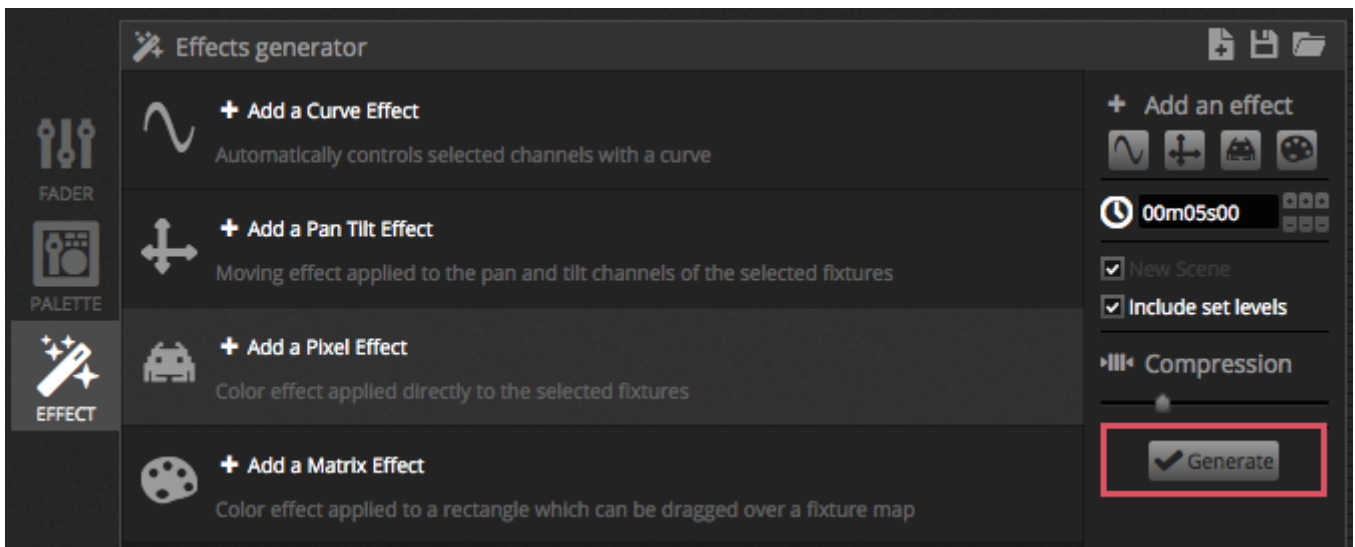 Effects generator
FADER
PALETTE
EFFECT
+ Add a Curve Effect
Automatically controls selected channels with a curve
+ Add a Pan Tilt Effect
Moving effect applied to the pan and tilt channels of the selected fixtures
+ Add a Pixel Effect
Color effect applied directly to the selected fixtures
+ Add a Matrix Effect
Color effect applied to a rectangle which can be dragged over a fixture map
+ Add an effect
00m05s00
New Scene
Include set levels
Compression
Generate